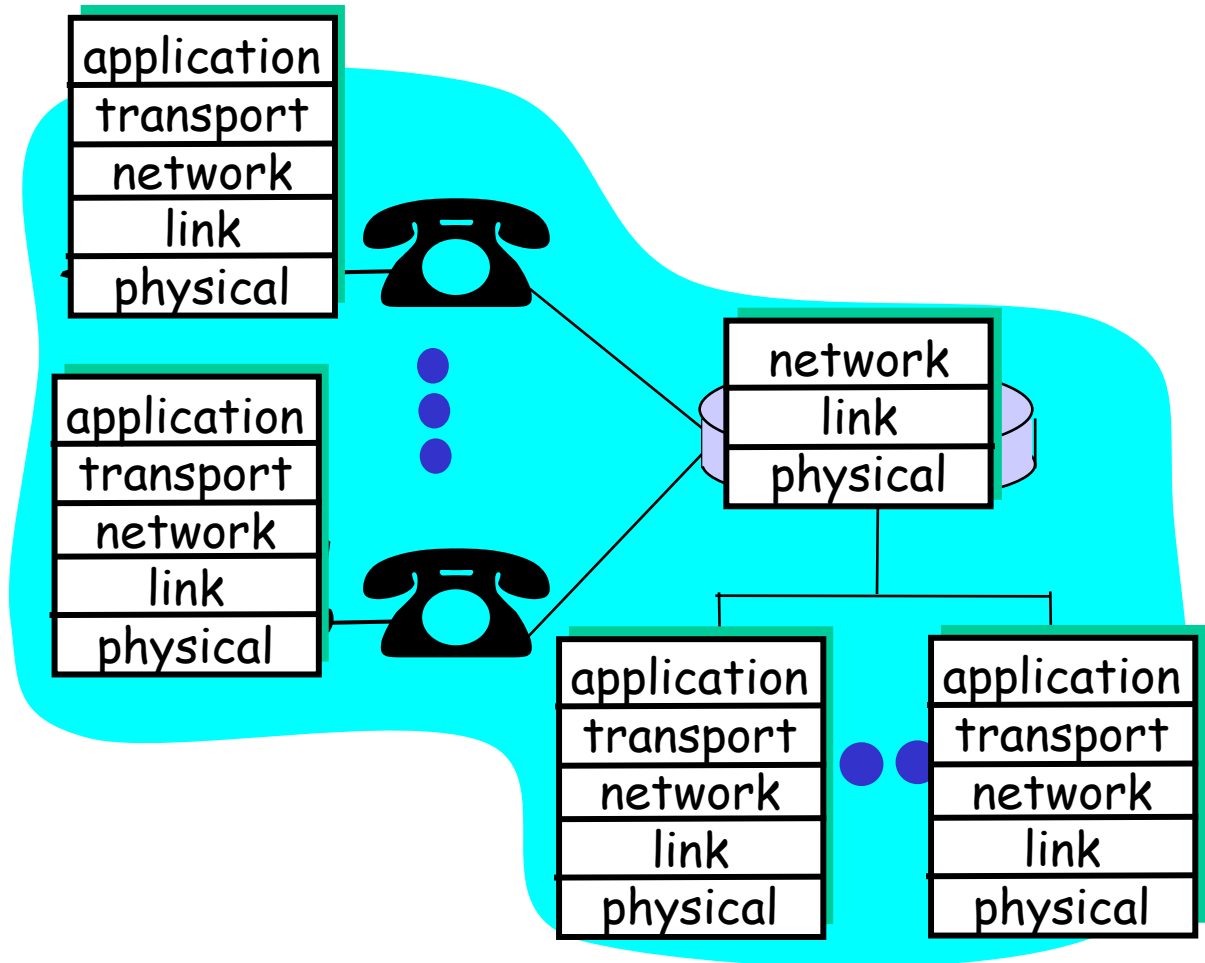 application
transport
network
link
physical
application
transport
network
link
physical
network
link
physical
application
transport
network
link
physical
application
transport
network
link
physical